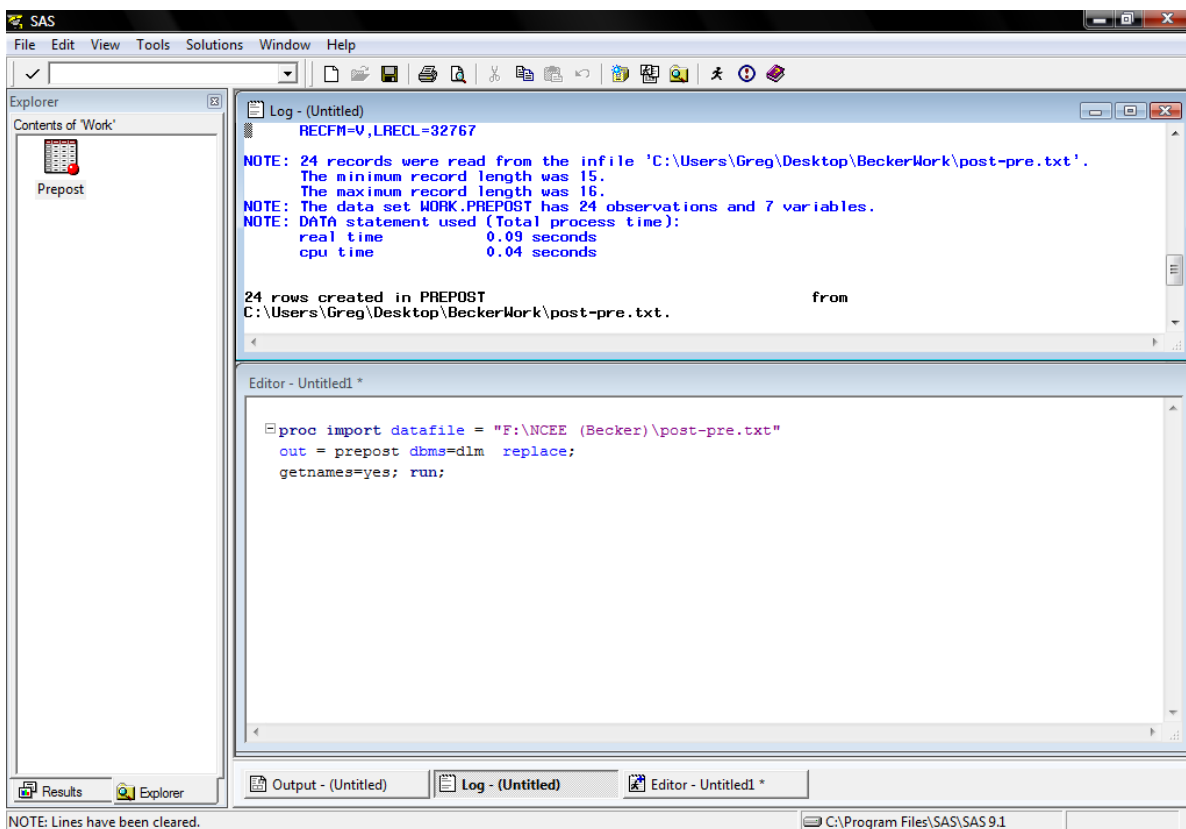 SAS
File Edit View Tools Solutions Window Help
Explorer
Contents of 'Work'
Prepost
Log - (Untitled)
RECFM=V,LRECL=32767
NOTE: 24 records were read from the infile 'C:\Users\Greg\Desktop\BeckerWork\post-pre.txt'.
The minimum record length was 15.
The maximum record length was 16.
NOTE: The data set WORK.PREPOST has 24 observations and 7 variables.
NOTE: DATA statement used (Total process time):
real time 0.09 seconds
cpu time 0.04 seconds
24 rows created in PREPOST from
C:\Users\Greg\Desktop\BeckerWork\post-pre.txt.
Editor - Untitled1 *
proc import datafile = "F:\NCEE (Becker)\post-pre.txt"
out = prepost dbms=dlm replace;
getnames=yes; run;
Results Explorer
Output - (Untitled) Log - (Untitled) Editor - Untitled1 *
NOTE: Lines have been cleared. C:\Program Files\SAS\SAS 9.1